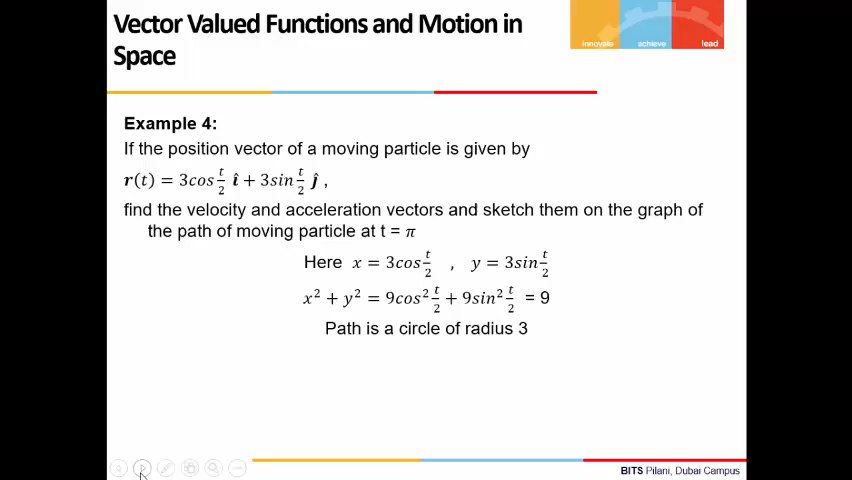 Vector Valued Functions and Motion in
Space
innovate achieve lead
Example 4:
If the position vector of a moving particle is given by
𝒓(𝑡) = 3𝑐𝑜𝑠 𝑡/2 𝒊̂ + 3𝑠𝑖𝑛 𝑡/2 𝒋̂ ,
find the velocity and acceleration vectors and sketch them on the graph of
the path of moving particle at t = 𝜋
Here 𝑥 = 3𝑐𝑜𝑠 𝑡/2 , 𝑦 = 3𝑠𝑖𝑛 𝑡/2
𝑥² + 𝑦² = 9𝑐𝑜𝑠² 𝑡/2 + 9𝑠𝑖𝑛² 𝑡/2 = 9
Path is a circle of radius 3
BITS Pilani, Dubai Campus